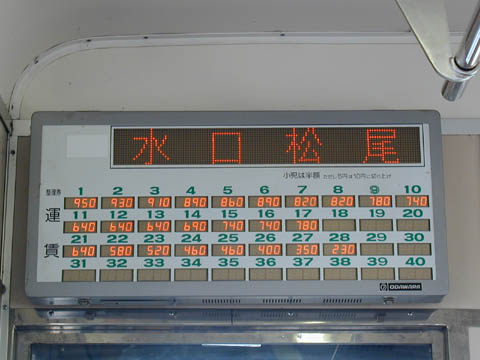 水口松尾
小児は半額 ただし5円は10円に切り上げ
整理券 1 2 3 4 5 6 7 8 9 10
950 930 910 890 860 890 820 820 780 740
運賃
11 12 13 14 15 16 17 18 19 20
640 640 640 690 740 740 780
21 22 23 24 25 26 27 28 29 30
640 580 520 460 460 400 350 230
31 32 33 34 35 36 37 38 39 40
ODAWARA